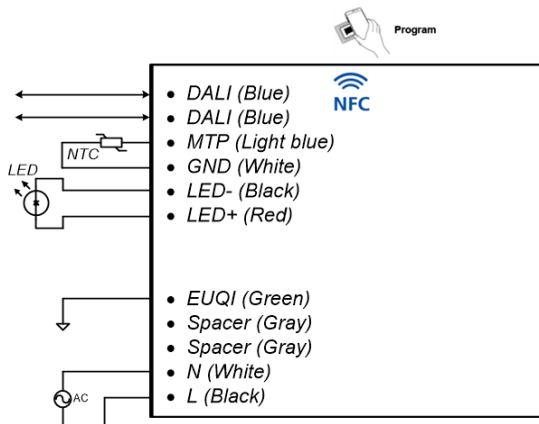 Program
NFC
DALI (Blue)
DALI (Blue)
MTP (Light blue)
GND (White)
LED- (Black)
LED+ (Red)
EUQI (Green)
Spacer (Gray)
Spacer (Gray)
N (White)
L (Black)
NTC
LED
AC